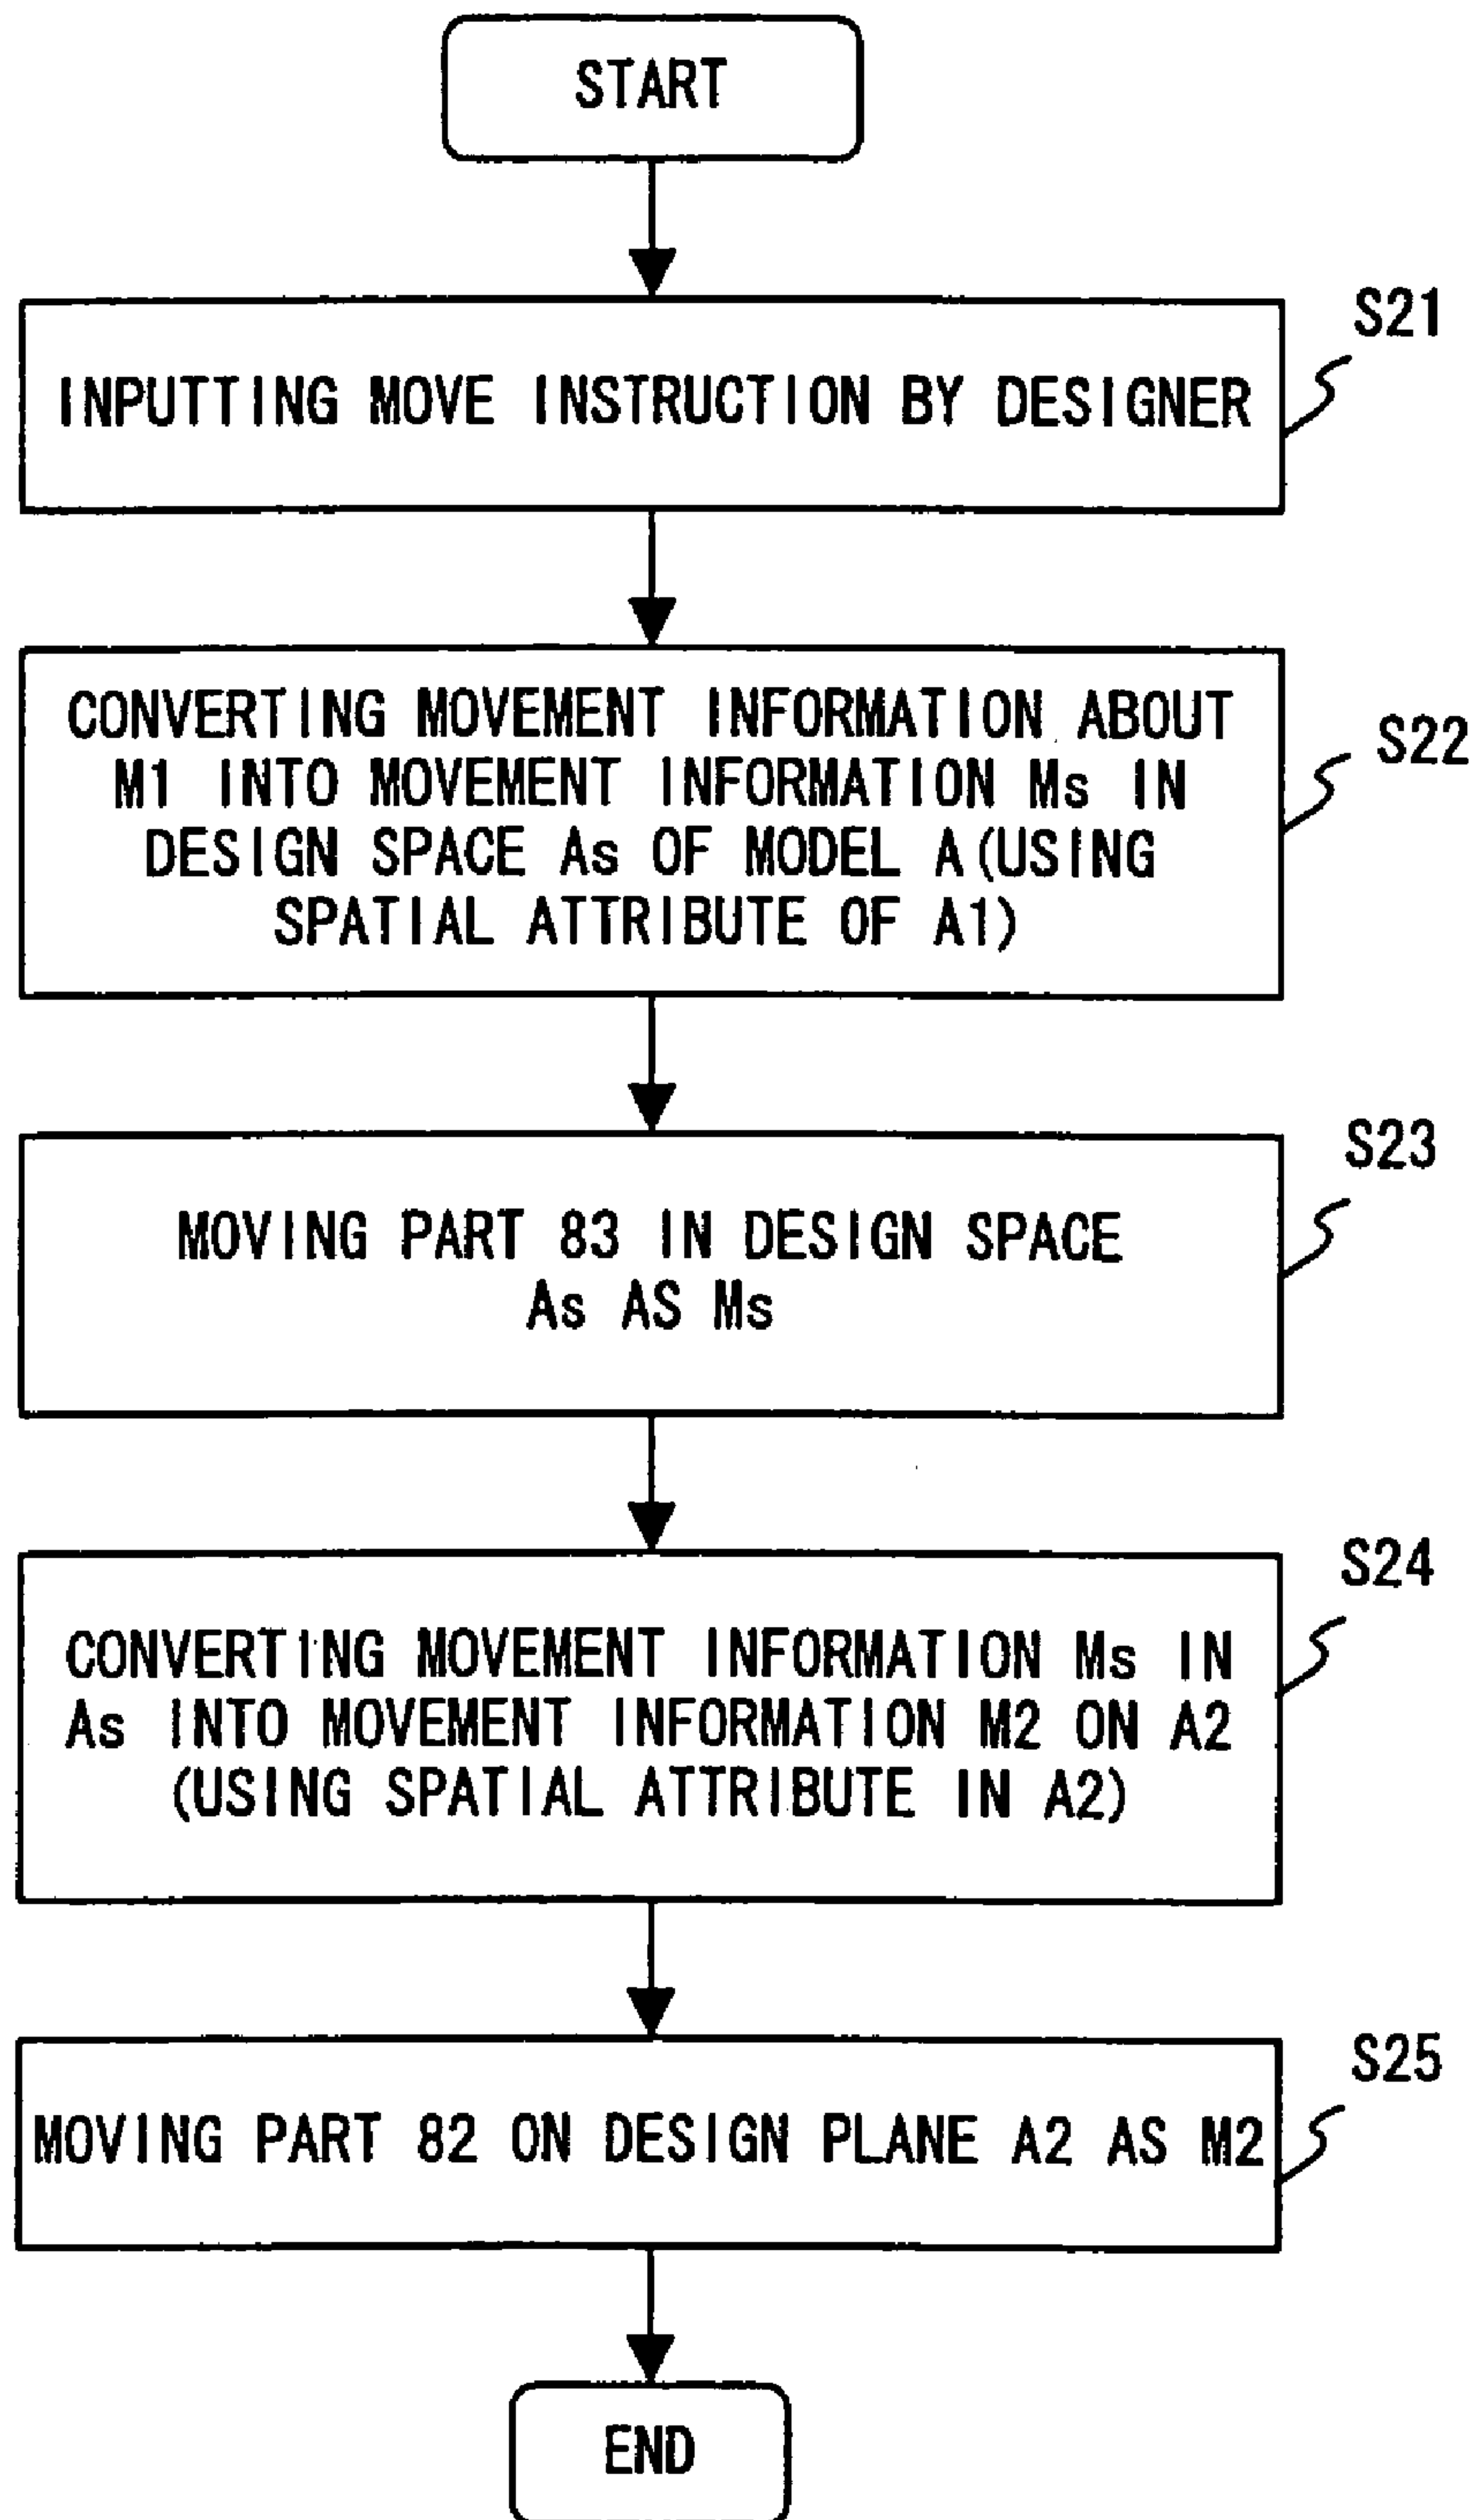 START
S21
INPUTTING MOVE INSTRUCTION BY DESIGNER
S22
CONVERTING MOVEMENT INFORMATION ABOUT
M1 INTO MOVEMENT INFORMATION Ms IN
DESIGN SPACE As OF MODEL A(USING
SPATIAL ATTRIBUTE OF A1)
S23
MOVING PART 83 IN DESIGN SPACE
As AS Ms
S24
CONVERTING MOVEMENT INFORMATION Ms IN
As INTO MOVEMENT INFORMATION M2 ON A2
(USING SPATIAL ATTRIBUTE IN A2)
S25
MOVING PART 82 ON DESIGN PLANE A2 AS M2
END